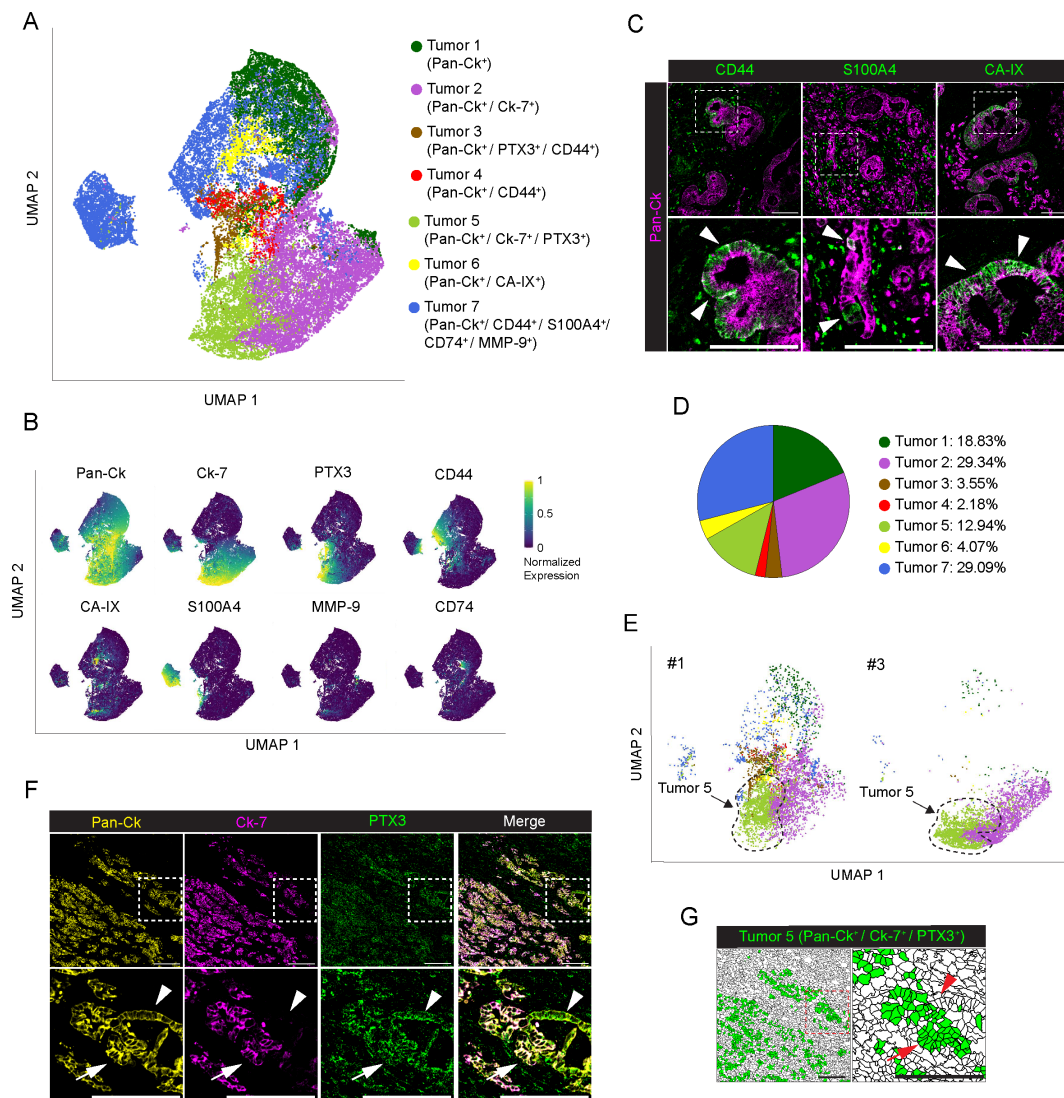 A
Tumor 1
(Pan-Ck⁺)
Tumor 2
(Pan-Ck⁺/ Ck-7⁺)
Tumor 3
(Pan-Ck⁺/ PTX3⁺/ CD44⁺)
Tumor 4
(Pan-Ck⁺/ CD44⁺)
Tumor 5
(Pan-Ck⁺/ Ck-7⁺/ PTX3⁺)
Tumor 6
(Pan-Ck⁺/ CA-IX⁺)
Tumor 7
(Pan-Ck⁺/ CD44⁺/ S100A4⁺/
CD74⁺/ MMP-9⁺)
UMAP 2
UMAP 1
B
Pan-Ck
Ck-7
PTX3
CD44
1
0.5
0
Normalized
Expression
CA-IX
S100A4
MMP-9
CD74
UMAP 2
UMAP 1
C
CD44
S100A4
CA-IX
Pan-Ck
D
Tumor 1: 18.83%
Tumor 2: 29.34%
Tumor 3: 3.55%
Tumor 4: 2.18%
Tumor 5: 12.94%
Tumor 6: 4.07%
Tumor 7: 29.09%
E
#1
#3
Tumor 5
Tumor 5
UMAP 2
UMAP 1
F
Pan-Ck
Ck-7
PTX3
Merge
G
Tumor 5 (Pan-Ck⁺/ Ck-7⁺/ PTX3⁺)